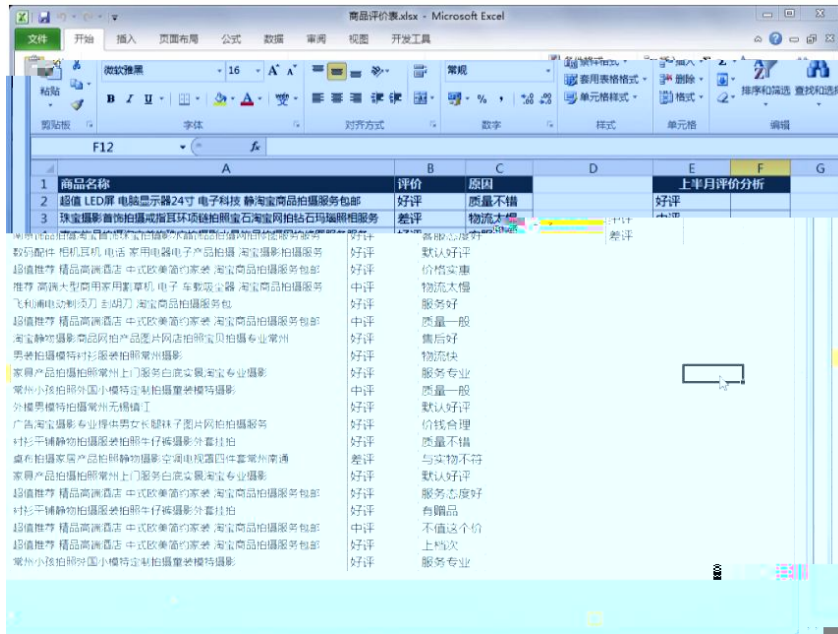 商品评价表.xlsx - Microsoft Excel
文件 开始 插入 页面布局 公式 数据 审阅 视图 开发工具
微软雅黑 16 常规
粘贴 B I U 套用表格格式 删除 排序和筛选
单元格样式 格式
剪贴板 字体 对齐方式 数字 样式 单元格 编辑
F12 fx
A B C D E F G
1 商品名称 评价 原因 上半月评价分析
2 超值 LED屏 电脑显示器24寸 电子科技 静淘宝商品拍摄服务包邮 好评 质量不错 好评
3 珠宝摄影首饰拍摄戒指耳环项链拍照宝石淘宝网拍钻石玛瑙照相服务 差评
好评 差评
数码配件 相机耳机 电话 家用电器电子产品拍摄 淘宝摄影拍摄服务 好评 默认好评
超值推荐 精品高端酒店 中式欧美简约家装 淘宝商品拍摄服务包邮 好评 价格实惠
推荐 高端大型商用家用割草机 电子 车载吸尘器 淘宝商品拍摄服务 中评 物流太慢
飞利浦电动剃须刀 刮胡刀 淘宝商品拍摄服务包 好评 服务好
超值推荐 精品高端酒店 中式欧美简约家装 淘宝商品拍摄服务包邮 中评 质量一般
淘宝静物摄影商品网拍产品图片网店拍照宝贝拍摄专业常州 好评 售后好
男装拍摄模特衬衫服装拍照常州摄影 好评 物流快
家具产品拍摄拍照常州上门服务白底实景淘宝专业摄影 好评 服务专业
常州小孩拍照外国小模特定制拍摄童装模特摄影 中评 质量一般
外模男模特拍摄常州无锡镇江 好评 默认好评
广告淘宝摄影专业提供男女长腿袜子图片网拍拍摄服务 好评 价钱合理
衬衫平铺静物拍摄服装拍照牛仔裤摄影外套挂拍 好评 质量不错
桌布拍摄家居产品拍照静物摄影空调电视罩四件套常州南通 差评 与实物不符
家具产品拍摄拍照常州上门服务白底实景淘宝专业摄影 好评 默认好评
超值推荐 精品高端酒店 中式欧美简约家装 淘宝商品拍摄服务包邮 好评 服务态度好
衬衫平铺静物拍摄服装拍照牛仔裤摄影外套挂拍 好评 有赠品
超值推荐 精品高端酒店 中式欧美简约家装 淘宝商品拍摄服务包邮 中评 不值这个价
超值推荐 精品高端酒店 中式欧美简约家装 淘宝商品拍摄服务包邮 好评 上档次
常州小孩拍照外国小模特定制拍摄童装模特摄影 好评 服务专业